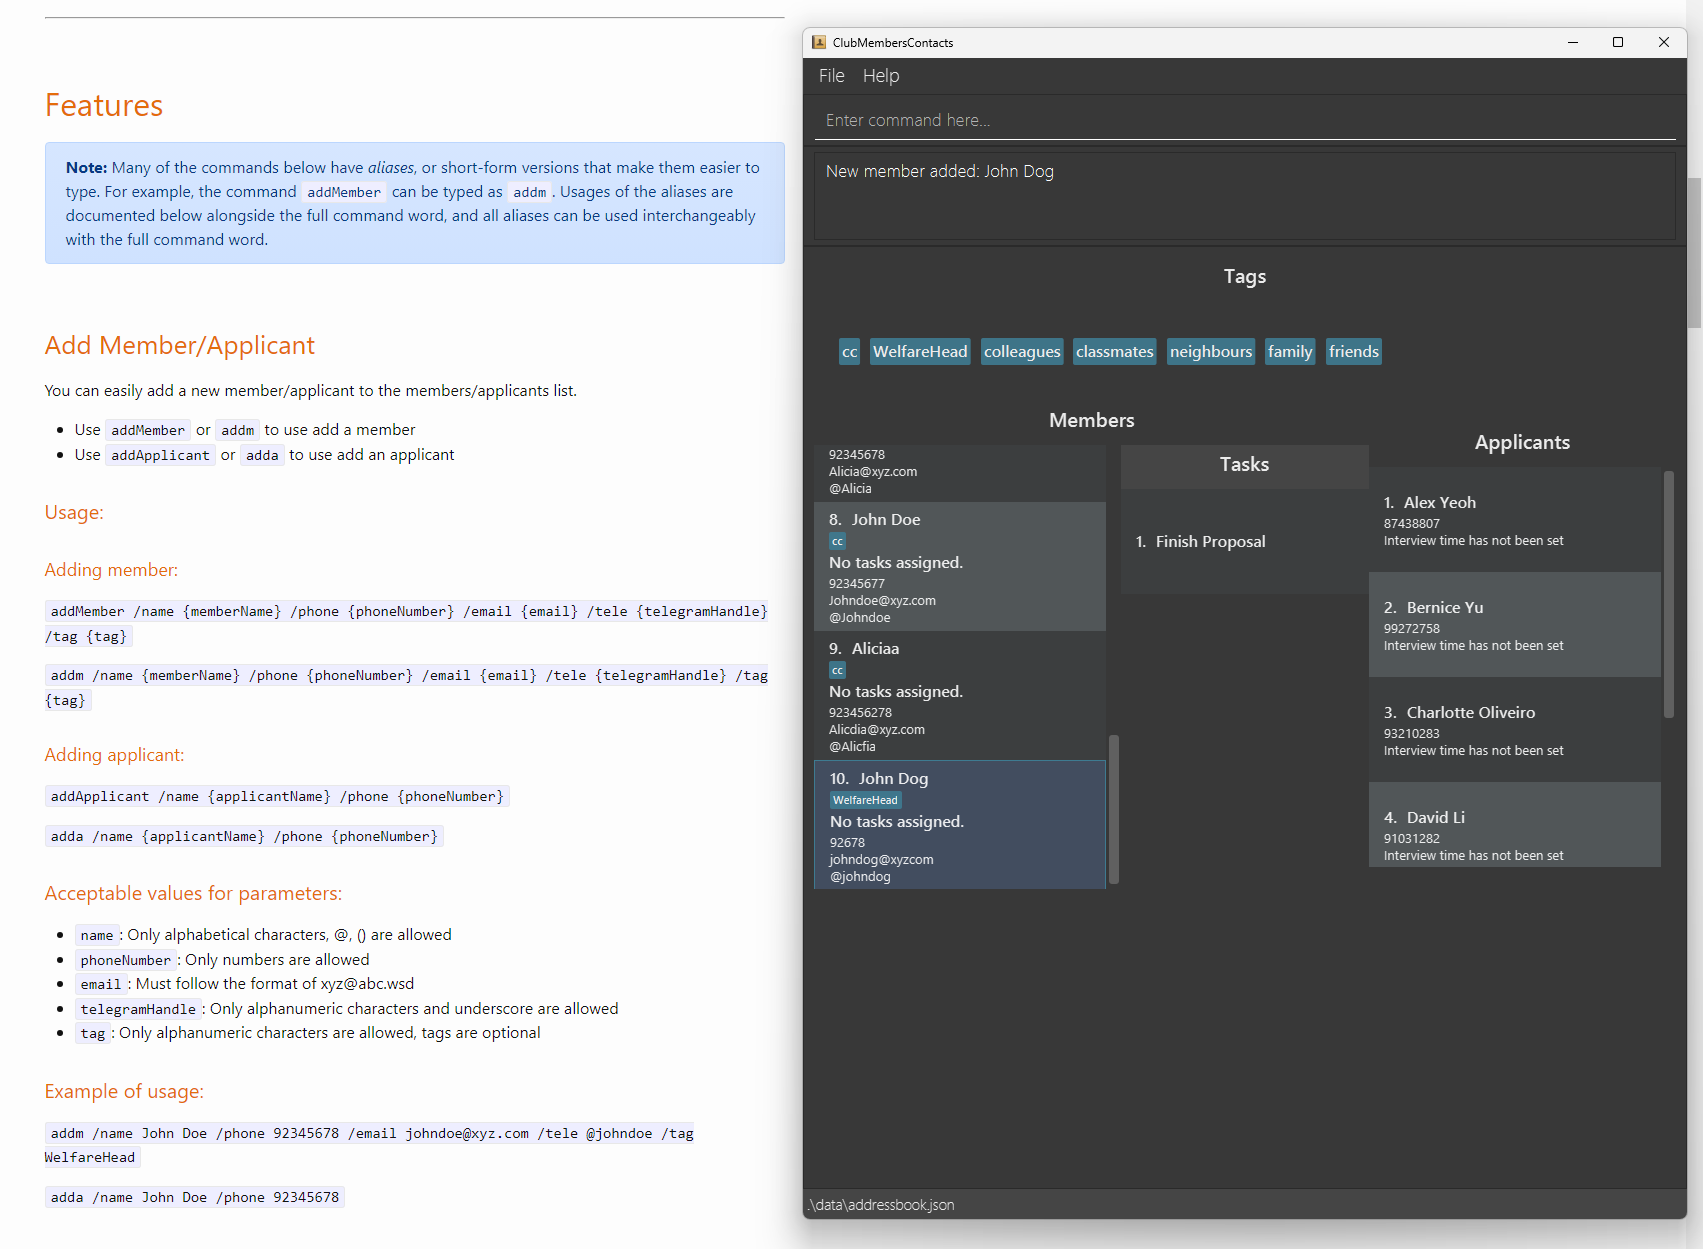 Features
Note: Many of the commands below have aliases, or short-form versions that make them easier to
type. For example, the command addMember can be typed as addm. Usages of the aliases are
documented below alongside the full command word, and all aliases can be used interchangeably
with the full command word.
Add Member/Applicant
You can easily add a new member/applicant to the members/applicants list.
Use addMember or addm to use add a member
Use addApplicant or adda to use add an applicant
Usage:
Adding member:
addMember /name {memberName} /phone {phoneNumber} /email {email} /tele {telegramHandle}
/tag {tag}
addm /name {memberName} /phone {phoneNumber} /email {email} /tele {telegramHandle} /tag
{tag}
Adding applicant:
addApplicant /name {applicantName} /phone {phoneNumber}
adda /name {applicantName} /phone {phoneNumber}
Acceptable values for parameters:
name: Only alphabetical characters, @, () are allowed
phoneNumber: Only numbers are allowed
email: Must follow the format of xyz@abc.wsd
telegramHandle: Only alphanumeric characters and underscore are allowed
tag: Only alphanumeric characters are allowed, tags are optional
Example of usage:
addm /name John Doe /phone 92345678 /email johndoe@xyz.com /tele @johndoe /tag
WelfareHead
adda /name John Doe /phone 92345678
ClubMembersContacts
File Help
Enter command here...
New member added: John Dog
Tags
cc WelfareHead colleagues classmates neighbours family friends
Members
92345678
Alicia@xyz.com
@Alicia
8. John Doe
cc
No tasks assigned.
92345677
Johndoe@xyz.com
@Johndoe
9. Aliciaa
cc
No tasks assigned.
923456278
Alicdia@xyz.com
@Alicfia
10. John Dog
WelfareHead
No tasks assigned.
92678
johndog@xyzcom
@johndog
Tasks
1. Finish Proposal
Applicants
1. Alex Yeoh
87438807
Interview time has not been set
2. Bernice Yu
99272758
Interview time has not been set
3. Charlotte Oliveiro
93210283
Interview time has not been set
4. David Li
91031282
Interview time has not been set
.\data\addressbook.json